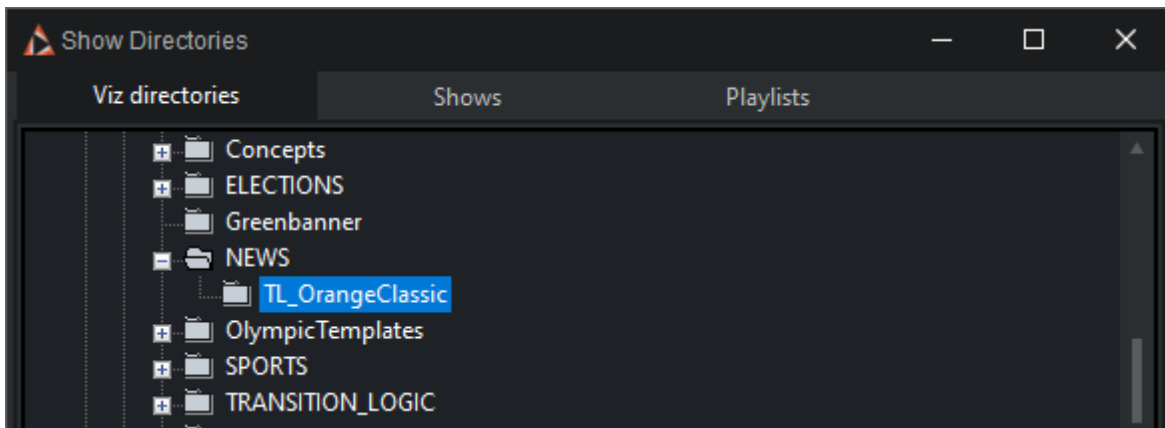 Show Directories
Viz directories Shows Playlists
Concepts
ELECTIONS
Greenbanner
NEWS
TL_OrangeClassic
OlympicTemplates
SPORTS
TRANSITION_LOGIC